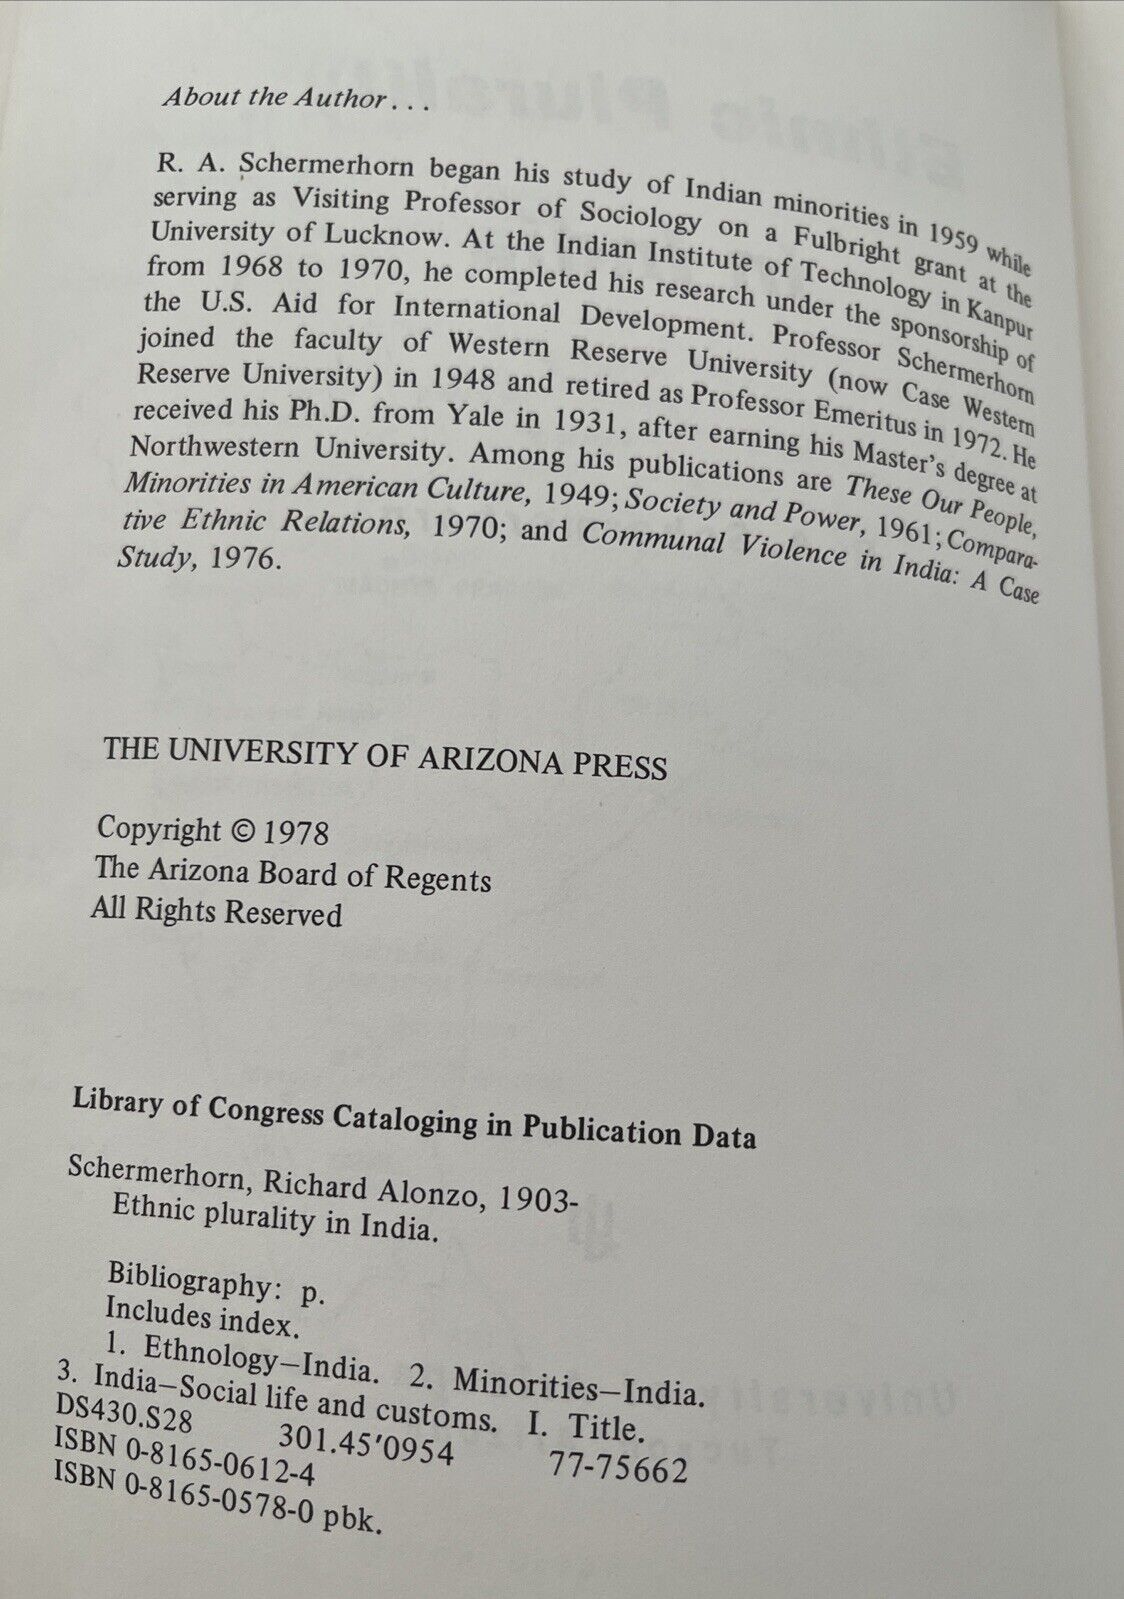 About the Author . . .
R. A. Schermerhorn began his study of Indian minorities in 1959 while
serving as Visiting Professor of Sociology on a Fulbright grant at the
University of Lucknow. At the Indian Institute of Technology in Kanpur
from 1968 to 1970, he completed his research under the sponsorship of
the U.S. Aid for International Development. Professor Schermerhorn
joined the faculty of Western Reserve University (now Case Western
Reserve University) in 1948 and retired as Professor Emeritus in 1972. He
received his Ph.D. from Yale in 1931, after earning his Master's degree at
Northwestern University. Among his publications are These Our People,
Minorities in American Culture, 1949; Society and Power, 1961; Compara-
tive Ethnic Relations, 1970; and Communal Violence in India: A Case
Study, 1976.
THE UNIVERSITY OF ARIZONA PRESS
Copyright © 1978
The Arizona Board of Regents
All Rights Reserved
Library of Congress Cataloging in Publication Data
Schermerhorn, Richard Alonzo, 1903-
Ethnic plurality in India.
Bibliography: p.
Includes index.
1. Ethnology—India. 2. Minorities—India.
3. India—Social life and customs. I. Title.
DS430.S28 301.45′0954 77-75662
ISBN 0-8165-0612-4
ISBN 0-8165-0578-0 pbk.